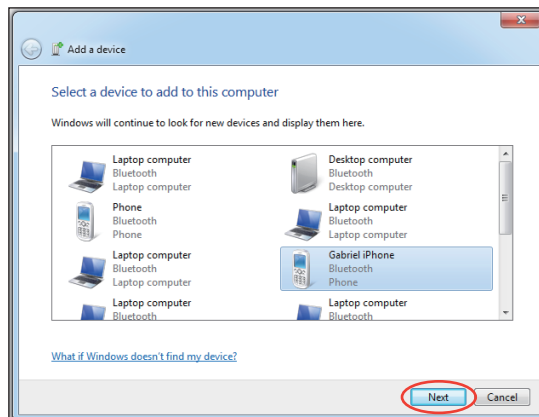 Add a device
Select a device to add to this computer
Windows will continue to look for new devices and display them here.
Laptop computer
Bluetooth
Laptop computer
Desktop computer
Bluetooth
Desktop computer
Phone
Bluetooth
Phone
Laptop computer
Bluetooth
Laptop computer
Laptop computer
Bluetooth
Laptop computer
Gabriel iPhone
Bluetooth
Phone
Laptop computer
Bluetooth
Laptop computer
Bluetooth
What if Windows doesn't find my device?
Next
Cancel